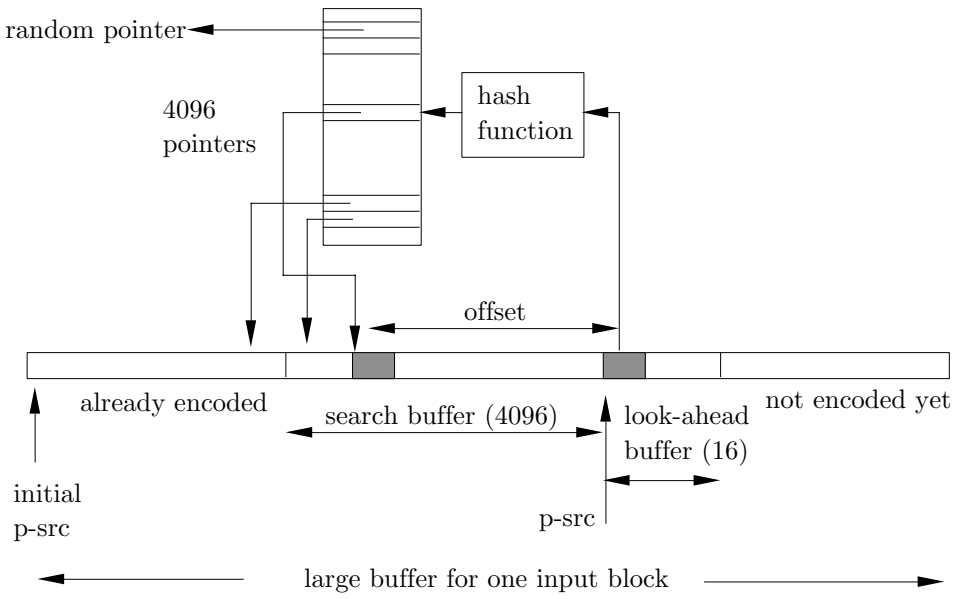 random pointer
4096
pointers
hash
function
offset
already encoded
search buffer (4096)
look-ahead
buffer (16)
not encoded yet
initial
p-src
p-src
large buffer for one input block